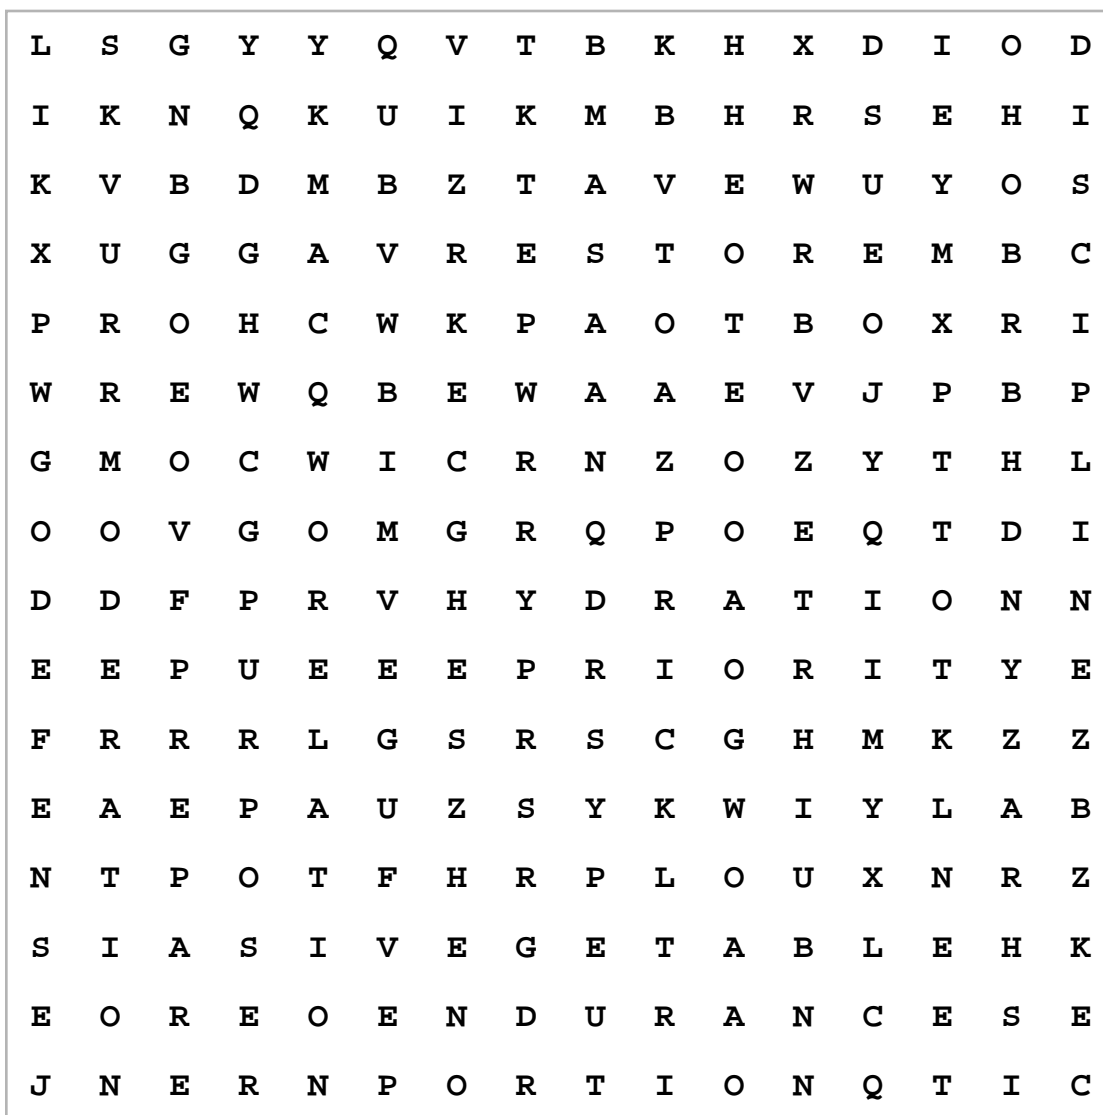 L S G Y Y Q V T B K H X D I O D
I K N Q K U I K M B H R S E H I
K V B D M B Z T A V E W U Y O S
X U G G A V R E S T O R E M B C
P R O H C W K P A O T B O X R I
W R E W Q B E W A A E V J P B P
G M O C W I C R N Z O Z Y T H L
O O V G O M G R Q P O E Q T D I
D D F P R V H Y D R A T I O N N
E E P U E E E P R I O R I T Y E
F R R R L G S R S C G H M K Z Z
E A E P A U Z S Y K W I Y L A B
N T P O T F H R P L O U X N R Z
S I A S I V E G E T A B L E H K
E O R E O E N D U R A N C E S E
J N E R N P O R T I O N Q T I C